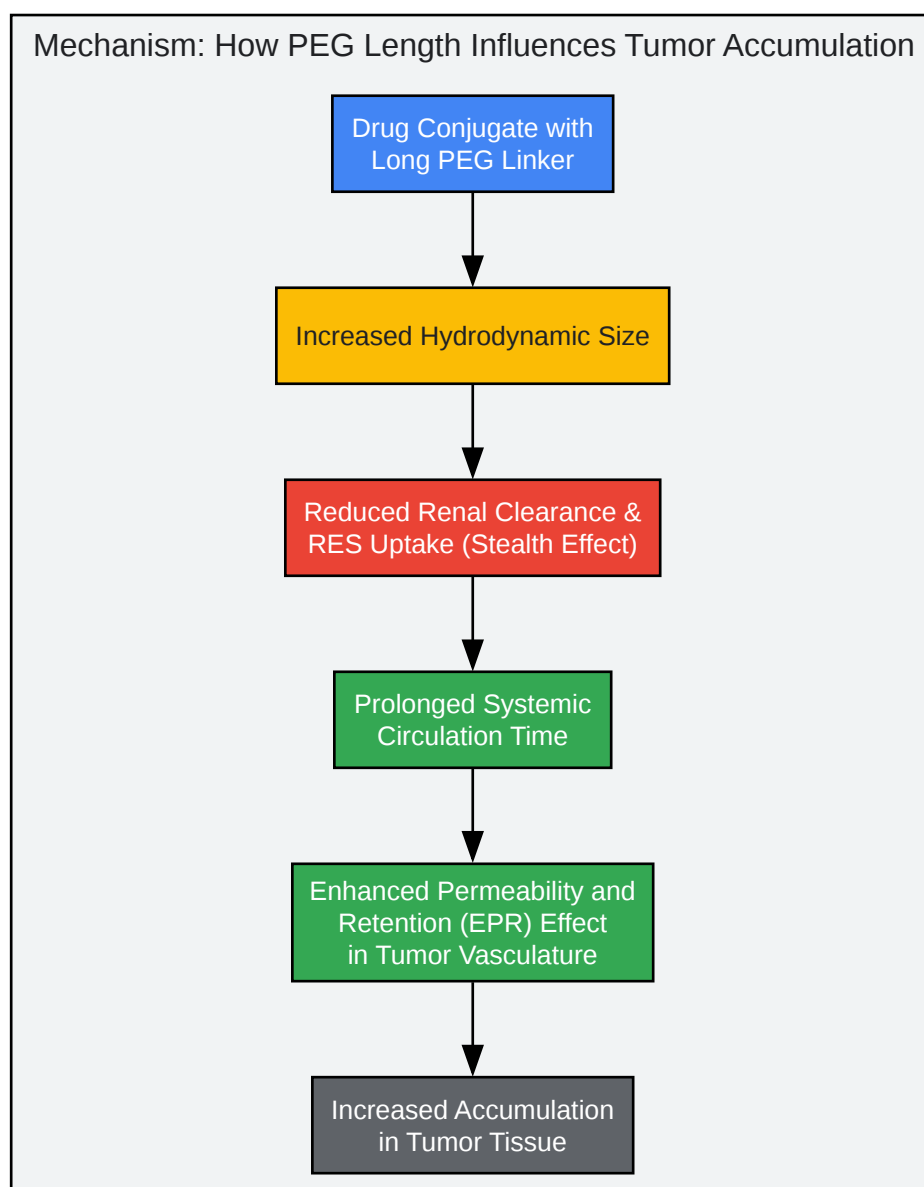 Mechanism: How PEG Length Influences Tumor Accumulation
Drug Conjugate with
Long PEG Linker
Increased Hydrodynamic Size
Reduced Renal Clearance &
RES Uptake (Stealth Effect)
Prolonged Systemic
Circulation Time
Enhanced Permeability and
Retention (EPR) Effect
in Tumor Vasculature
Increased Accumulation
in Tumor Tissue